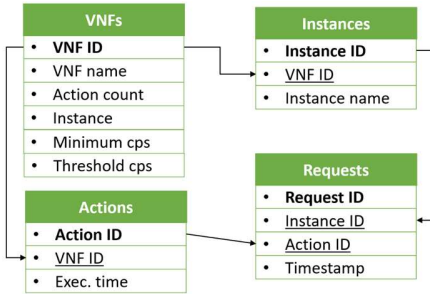 VNFs
• VNF ID
• VNF name
• Action count
• Instance
• Minimum cps
• Threshold cps
Instances
• Instance ID
• VNF ID
• Instance name
Actions
• Action ID
• VNF ID
• Exec. time
Requests
• Request ID
• Instance ID
• Action ID
• Timestamp